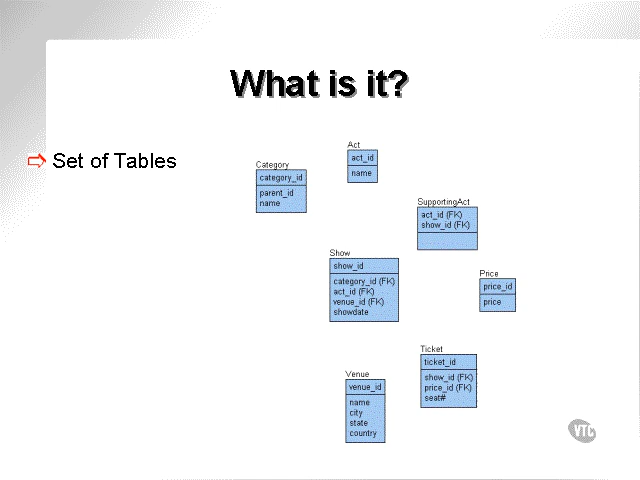 What is it?
Set of Tables
Act
act_id
name
Category
category_id
parent_id
name
SupportingAct
act_id (FK)
show_id (FK)
Show
show_id
category_id (FK)
act_id (FK)
venue_id (FK)
showdate
Price
price_id
price
Ticket
ticket_id
show_id (FK)
price_id (FK)
seat#
Venue
venue_id
name
city
state
country
VTC